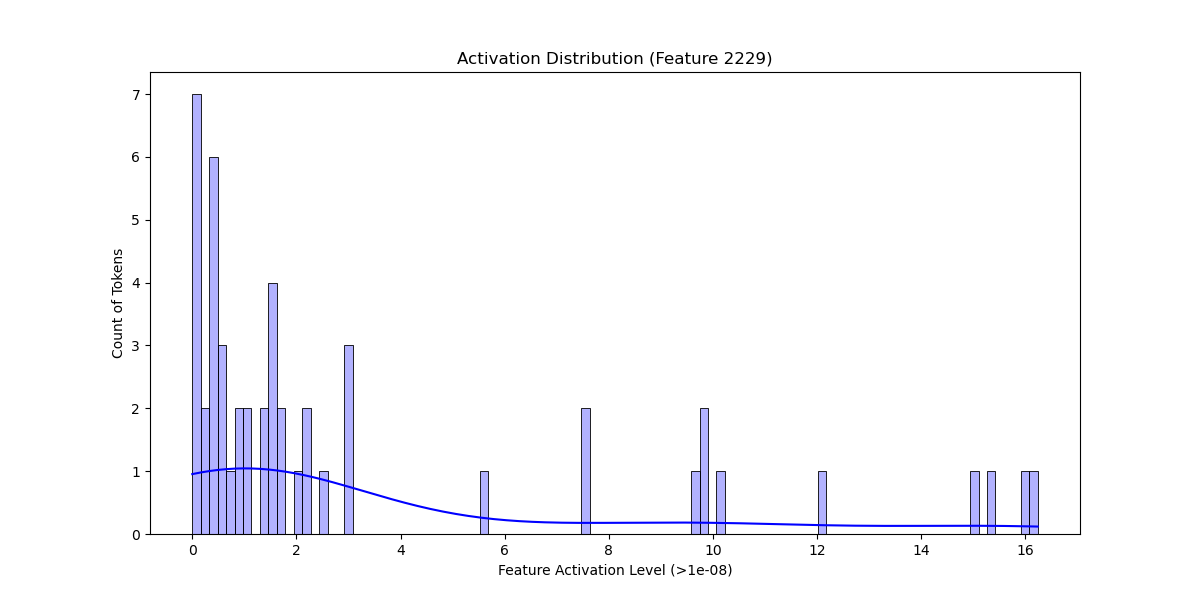 Activation Distribution (Feature 2229)
Count of Tokens
7
6
5
4
3
2
1
0
0 2 4 6 8 10 12 14 16
Feature Activation Level (>1e-08)